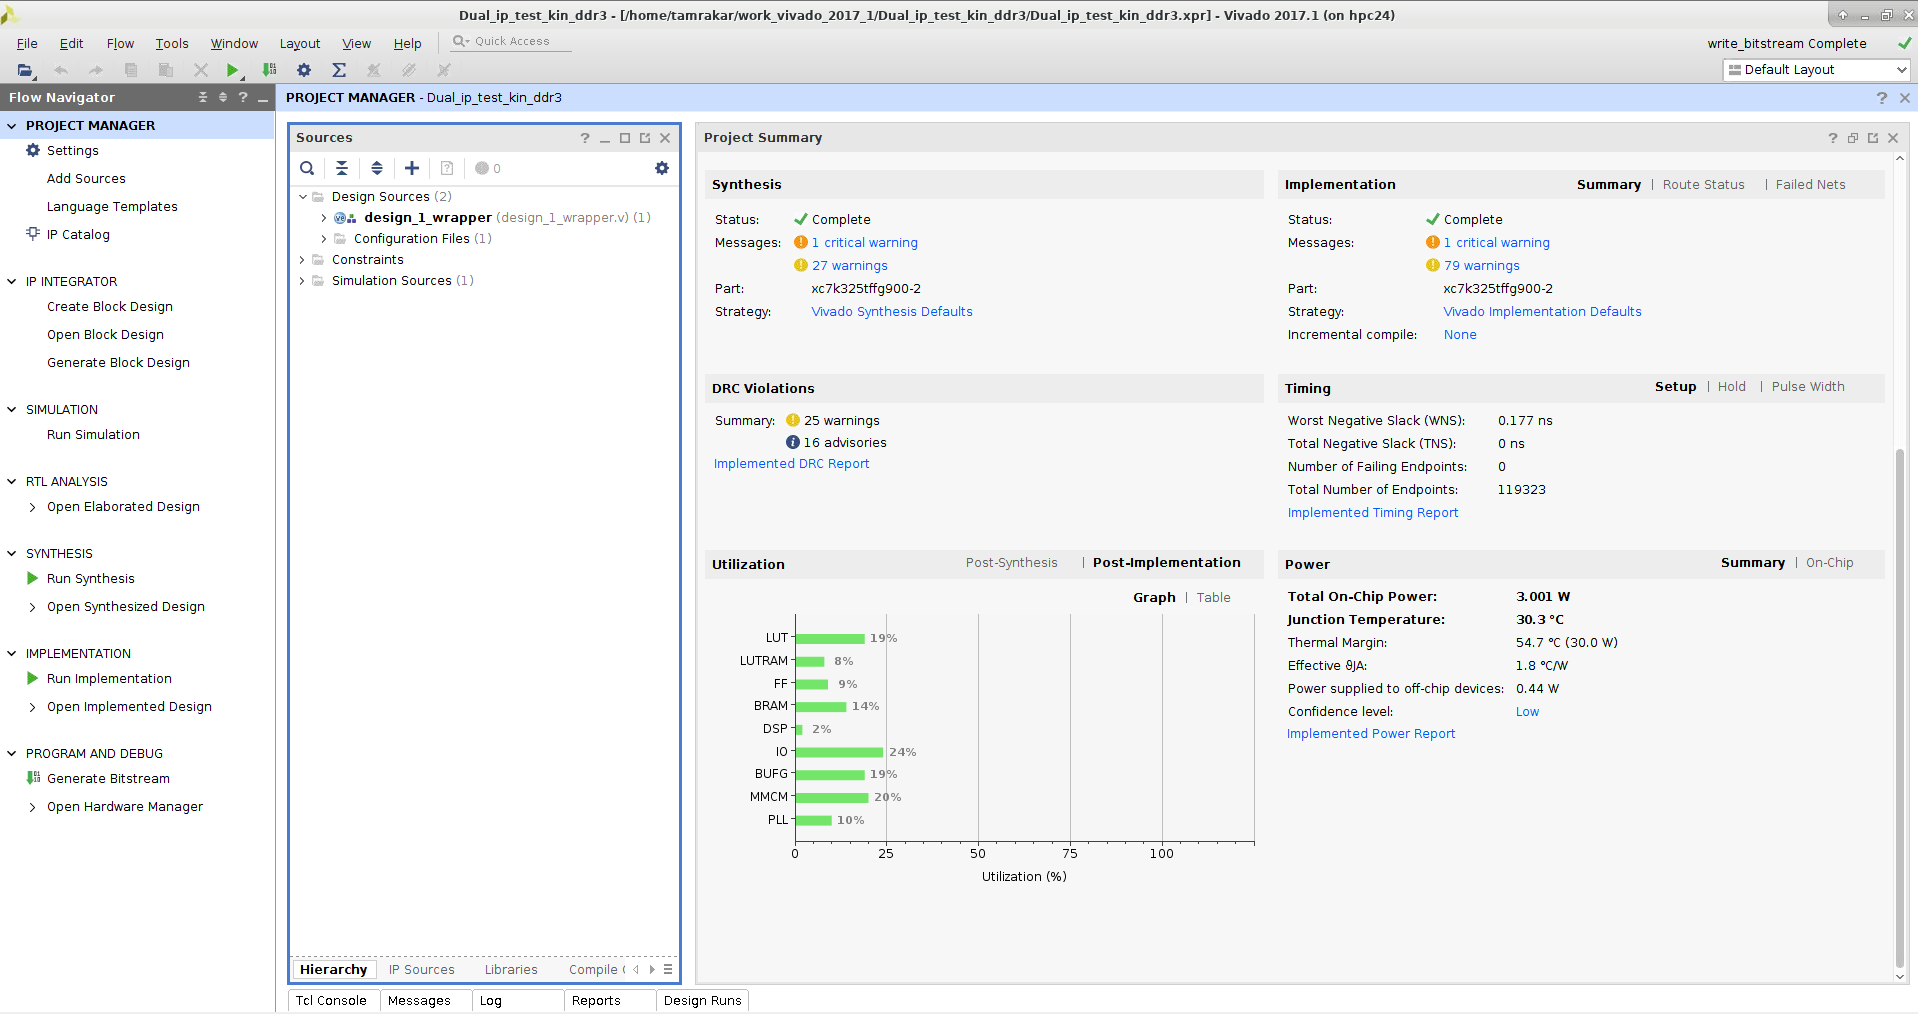 Dual_ip_test_kin_ddr3 - [/home/tamrakar/work_vivado_2017_1/Dual_ip_test_kin_ddr3/Dual_ip_test_kin_ddr3.xpr] - Vivado 2017.1 (on hpc24)
File Edit Flow Tools Window Layout View Help Quick Access
write_bitstream Complete
Default Layout
Flow Navigator
PROJECT MANAGER - Dual_ip_test_kin_ddr3
PROJECT MANAGER
Settings
Add Sources
Language Templates
IP Catalog
IP INTEGRATOR
Create Block Design
Open Block Design
Generate Block Design
SIMULATION
Run Simulation
RTL ANALYSIS
Open Elaborated Design
SYNTHESIS
Run Synthesis
Open Synthesized Design
IMPLEMENTATION
Run Implementation
Open Implemented Design
PROGRAM AND DEBUG
Generate Bitstream
Open Hardware Manager
Sources
0
Design Sources (2)
design_1_wrapper (design_1_wrapper.v) (1)
Configuration Files (1)
Constraints
Simulation Sources (1)
Hierarchy IP Sources Libraries Compile
Project Summary
Synthesis
Status: Complete
Messages: 1 critical warning
27 warnings
Part: xc7k325tffg900-2
Strategy: Vivado Synthesis Defaults
Implementation Summary | Route Status | Failed Nets
Status: Complete
Messages: 1 critical warning
79 warnings
Part: xc7k325tffg900-2
Strategy: Vivado Implementation Defaults
Incremental compile: None
DRC Violations
Summary: 25 warnings
16 advisories
Implemented DRC Report
Timing Setup | Hold | Pulse Width
Worst Negative Slack (WNS): 0.177 ns
Total Negative Slack (TNS): 0 ns
Number of Failing Endpoints: 0
Total Number of Endpoints: 119323
Implemented Timing Report
Utilization Post-Synthesis | Post-Implementation
Graph | Table
LUT 19%
LUTRAM 8%
FF 9%
BRAM 14%
DSP 2%
IO 24%
BUFG 19%
MMCM 20%
PLL 10%
0 25 50 75 100
Utilization (%)
Power Summary | On-Chip
Total On-Chip Power: 3.001 W
Junction Temperature: 30.3 °C
Thermal Margin: 54.7 °C (30.0 W)
Effective ϑJA: 1.8 °C/W
Power supplied to off-chip devices: 0.44 W
Confidence level: Low
Implemented Power Report
Tcl Console Messages Log Reports Design Runs